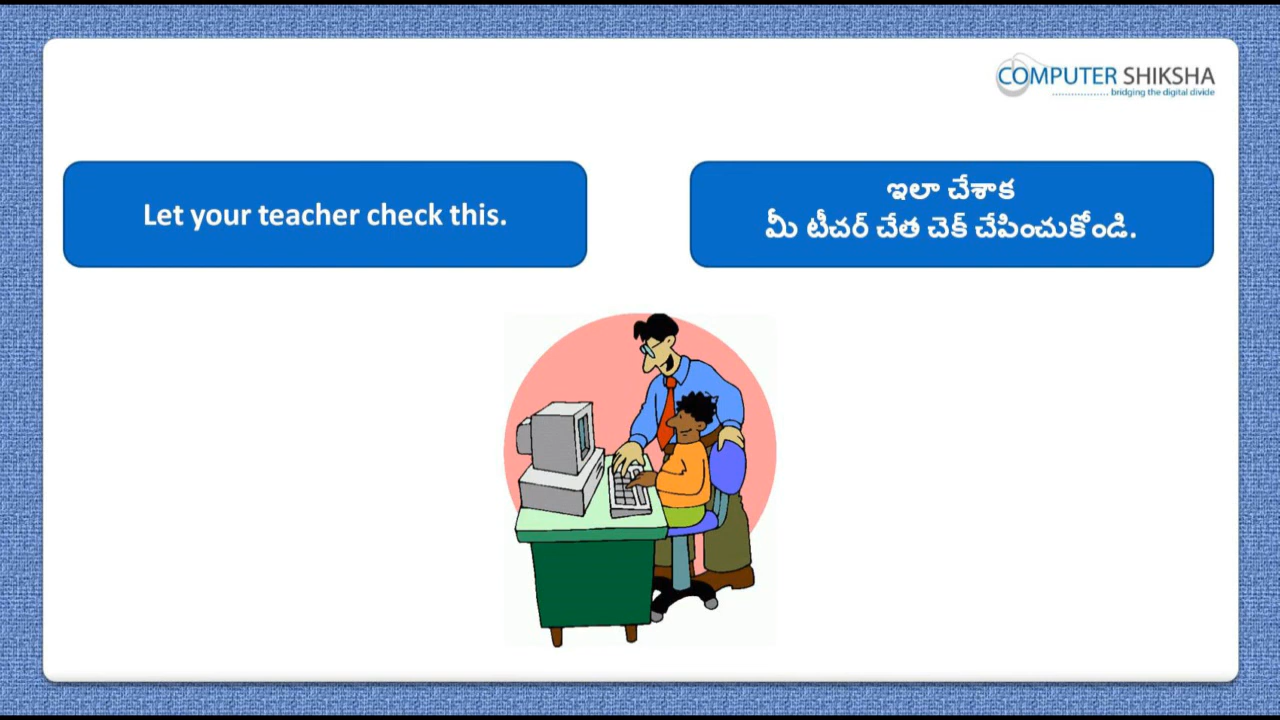 COMPUTER SHIKSHA
.................. bridging the digital divide
Let your teacher check this.
ఇలా చేశాక
మీ టీచర్ చేత చెక్ చేపించుకోండి.